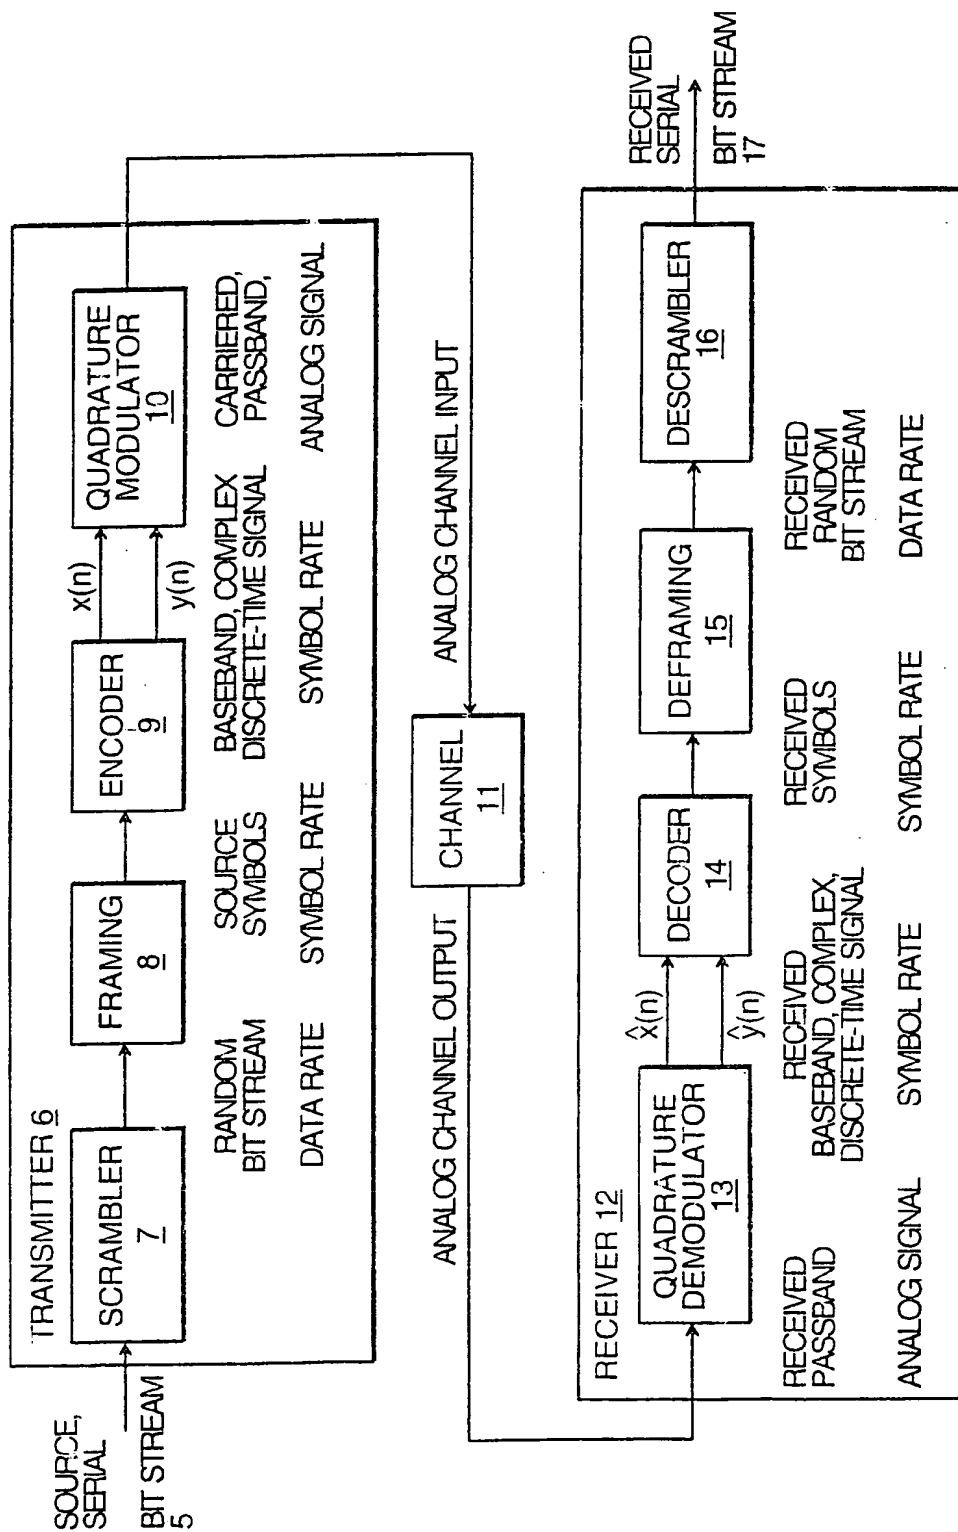 SOURCE,
SERIAL
BIT STREAM
5
TRANSMITTER 6
SCRAMBLER
7
FRAMING
8
ENCODER
9
x(n)
y(n)
QUADRATURE
MODULATOR
10
RANDOM
BIT STREAM
DATA RATE
SOURCE
SYMBOLS
SYMBOL RATE
BASEBAND, COMPLEX
DISCRETE-TIME SIGNAL
SYMBOL RATE
CARRIERED,
PASSBAND,
ANALOG SIGNAL
ANALOG CHANNEL OUTPUT
CHANNEL
11
ANALOG CHANNEL INPUT
RECEIVER 12
QUADRATURE
DEMODULATOR
13
x̂(n)
ŷ(n)
DECODER
14
DEFRAMING
15
DESCRAMBLER
16
RECEIVED
SERIAL
BIT STREAM
17
RECEIVED
PASSBAND
ANALOG SIGNAL
RECEIVED
BASEBAND, COMPLEX,
DISCRETE-TIME SIGNAL
SYMBOL RATE
RECEIVED
SYMBOLS
SYMBOL RATE
RECEIVED
RANDOM
BIT STREAM
DATA RATE